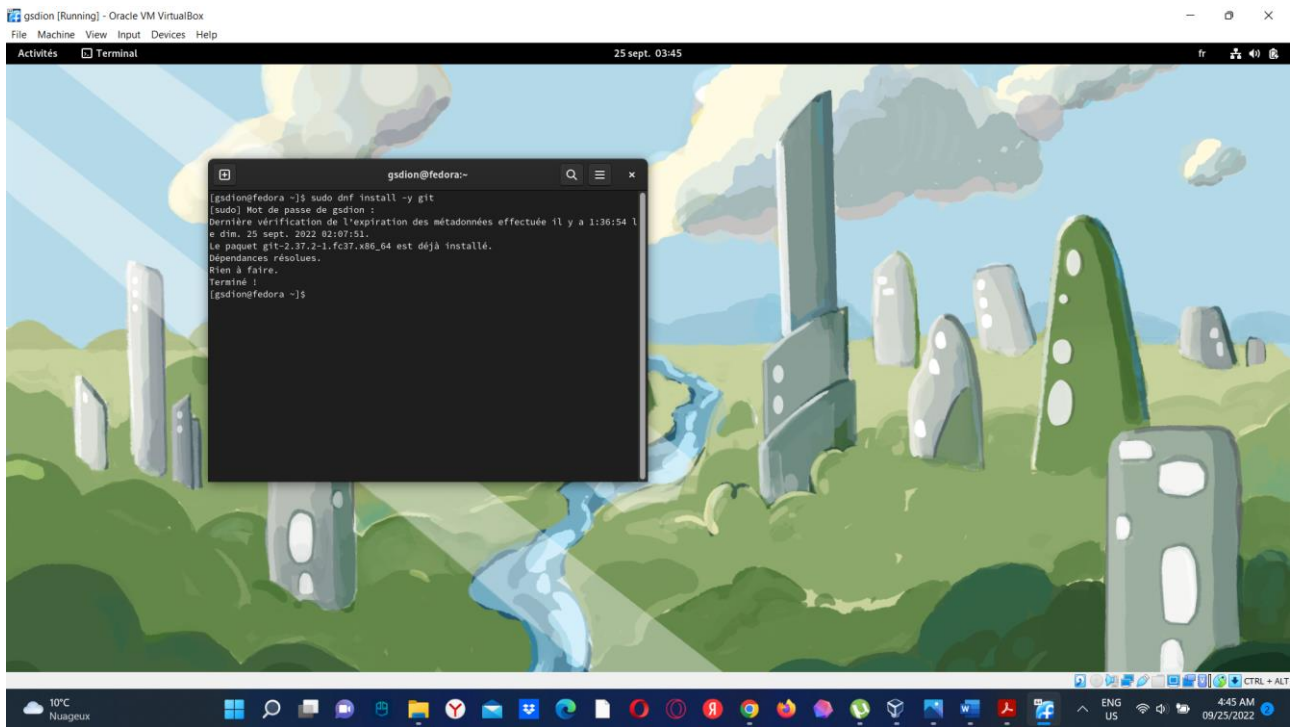 gsdion [Running] - Oracle VM VirtualBox
File Machine View Input Devices Help
Activités Terminal 25 sept. 03:45 fr
gsdion@fedora:~
[gsdion@fedora ~]$ sudo dnf install -y git
[sudo] Mot de passe de gsdion :
Dernière vérification de l'expiration des métadonnées effectuée il y a 1:36:54 l
e dim. 25 sept. 2022 02:07:51.
Le paquet git-2.37.2-1.fc37.x86_64 est déjà installé.
Dépendances résolues.
Rien à faire.
Terminé !
[gsdion@fedora ~]$
CTRL + ALT
10°C
Nuageux
ENG
US
4:45 AM
09/25/2022
2